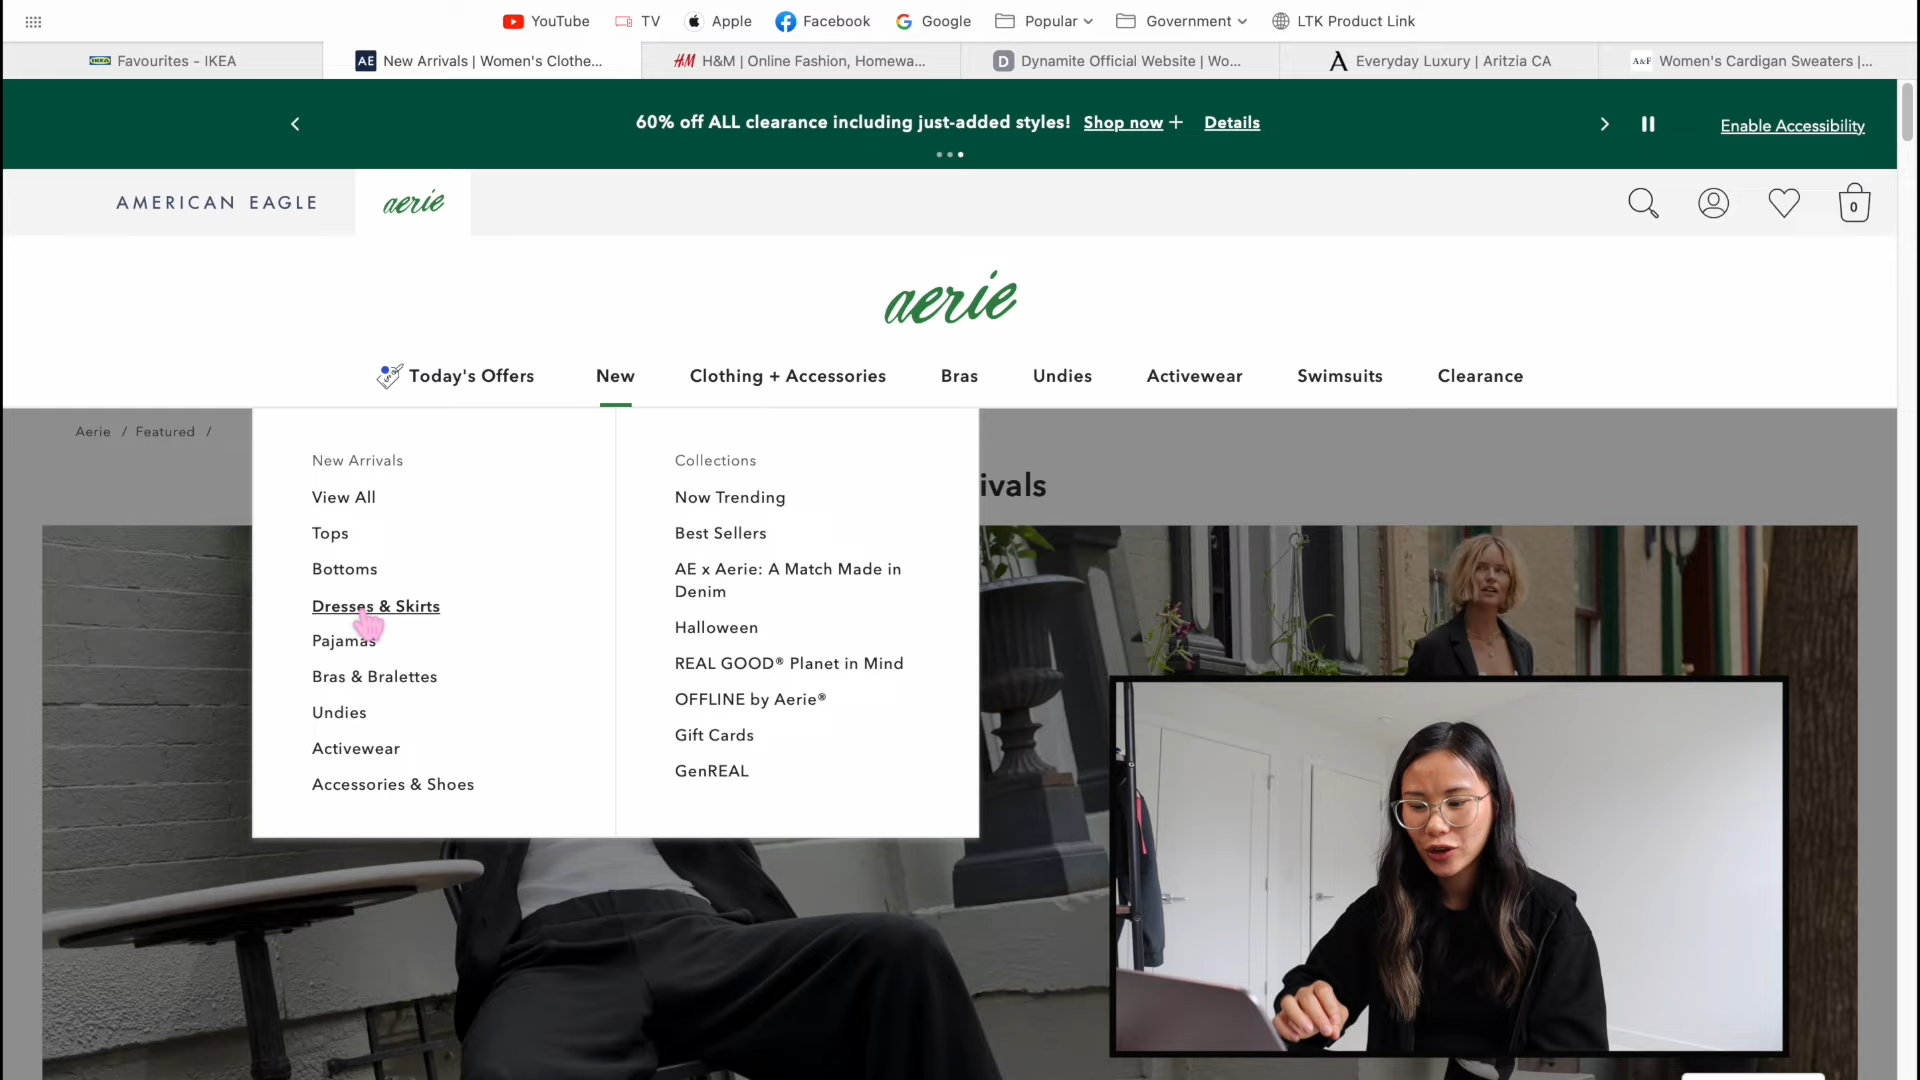 YouTube TV Apple Facebook Google Popular Government LTK Product Link
IKEA Favourites - IKEA
AE New Arrivals | Women's Clothe...
H&M H&M | Online Fashion, Homewa...
D Dynamite Official Website | Wo...
A Everyday Luxury | Aritzia CA
A&F Women's Cardigan Sweaters |...
60% off ALL clearance including just-added styles! Shop now + Details
Enable Accessibility
AMERICAN EAGLE
aerie
0
aerie
Today's Offers New Clothing + Accessories Bras Undies Activewear Swimsuits Clearance
Aerie / Featured /
ivals
New Arrivals
View All
Tops
Bottoms
Dresses & Skirts
Pajamas
Bras & Bralettes
Undies
Activewear
Accessories & Shoes
Collections
Now Trending
Best Sellers
AE x Aerie: A Match Made in
Denim
Halloween
REAL GOOD® Planet in Mind
OFFLINE by Aerie®
Gift Cards
GenREAL